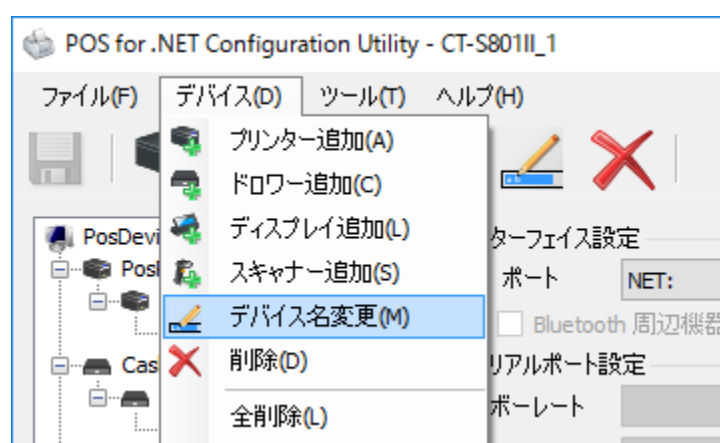 POS for .NET Configuration Utility - CT-S801II_1
ファイル(F) デバイス(D) ツール(T) ヘルプ(H)
プリンター追加(A)
ドロワー追加(C)
ディスプレイ追加(L)
スキャナー追加(S)
デバイス名変更(M)
削除(D)
全削除(L)
PosDevi
Pos
Cas
ターフェイス設定
ポート NET:
Bluetooth 周辺機器
リアルポート設定
ボーレート